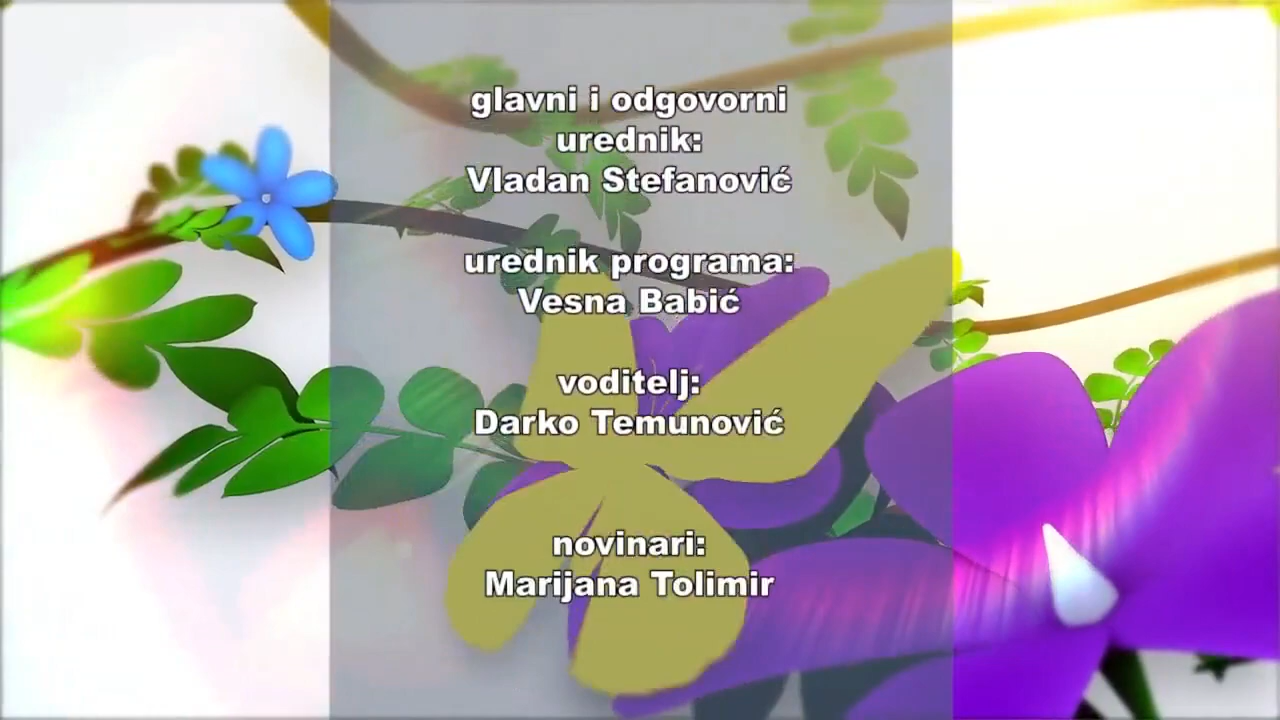 glavni i odgovorni
urednik:
Vladan Stefanović
urednik programa:
Vesna Babić
voditelj:
Darko Temunović
novinari:
Marijana Tolimir